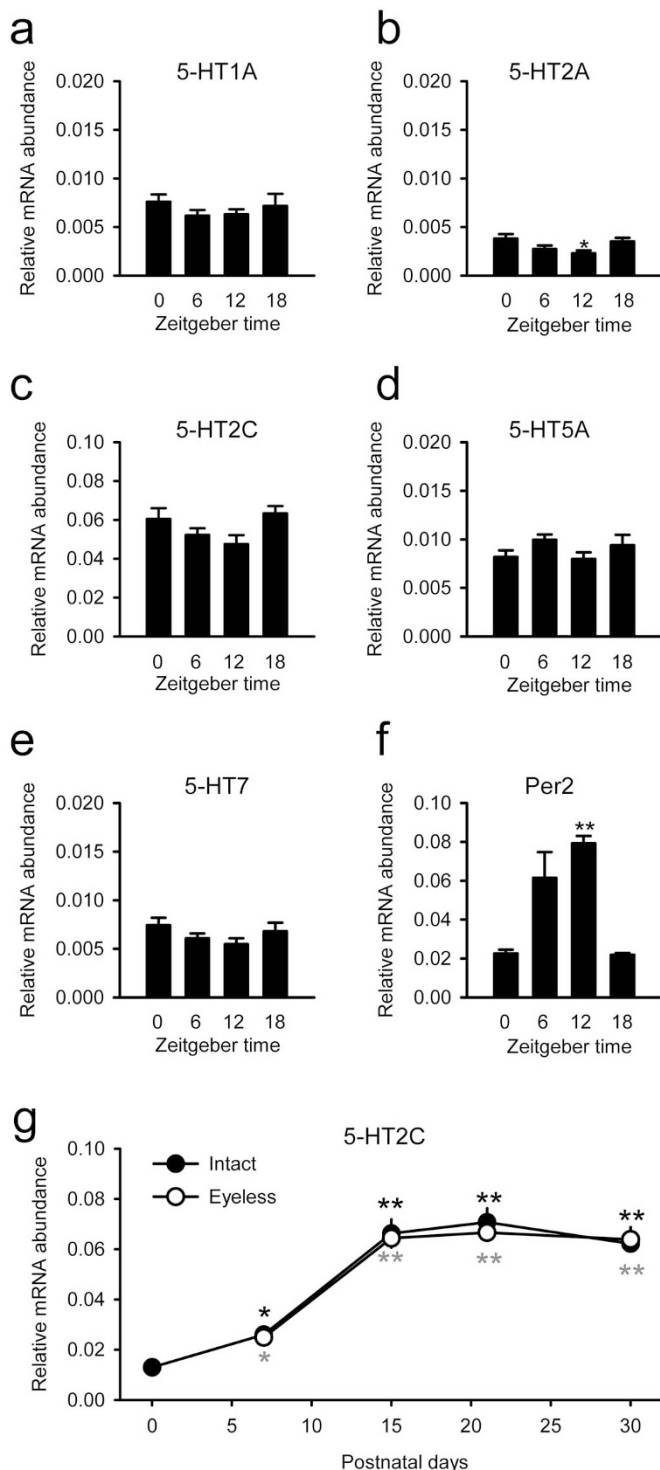 a
5-HT1A
Relative mRNA abundance
0.020
0.015
0.010
0.005
0.000
0 6 12 18
Zeitgeber time
b
5-HT2A
Relative mRNA abundance
0.020
0.015
0.010
0.005
0.000
*
0 6 12 18
Zeitgeber time
c
5-HT2C
Relative mRNA abundance
0.10
0.08
0.06
0.04
0.02
0.00
0 6 12 18
Zeitgeber time
d
5-HT5A
Relative mRNA abundance
0.020
0.015
0.010
0.005
0.000
0 6 12 18
Zeitgeber time
e
5-HT7
Relative mRNA abundance
0.020
0.015
0.010
0.005
0.000
0 6 12 18
Zeitgeber time
f
Per2
Relative mRNA abundance
0.10
0.08
0.06
0.04
0.02
0.00
**
0 6 12 18
Zeitgeber time
g
5-HT2C
Relative mRNA abundance
0.10
0.08
0.06
0.04
0.02
0.00
Intact
Eyeless
** ** **
** ** **
*
*
0 5 10 15 20 25 30
Postnatal days